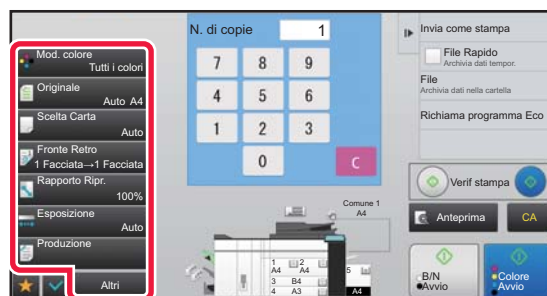 Mod. colore
Tutti i colori
Originale
Auto A4
Scelta Carta
Auto
Fronte Retro
1 Facciata→1 Facciata
Rapporto Ripr.
100%
Esposizione
Auto
Produzione
Altri
N. di copie 1
7 8 9
4 5 6
1 2 3
0 C
Comune 1
A4
1 2
A4 A4
5
3 B4
4 A3
A4
Invia come stampa
File Rapido
Archivia dati tempor.
File
Archivia dati nella cartella
Richiama programma Eco
Verif stampa
Anteprima
CA
B/N
Avvio
Colore
Avvio